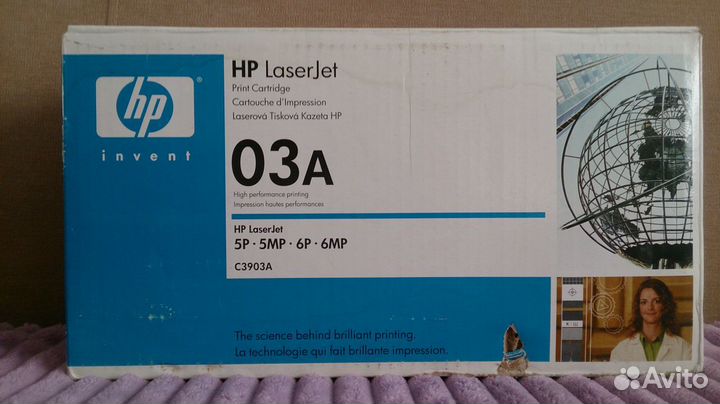 hp
invent
HP LaserJet
Print Cartridge
Cartouche d'Impression
Laserová Tisková Kazeta HP
03A
High performance printing
Impression hautes performances
HP LaserJet
5P · 5MP · 6P · 6MP
C3903A
The science behind brilliant printing.
La technologie qui fait brillante impression.
Avito